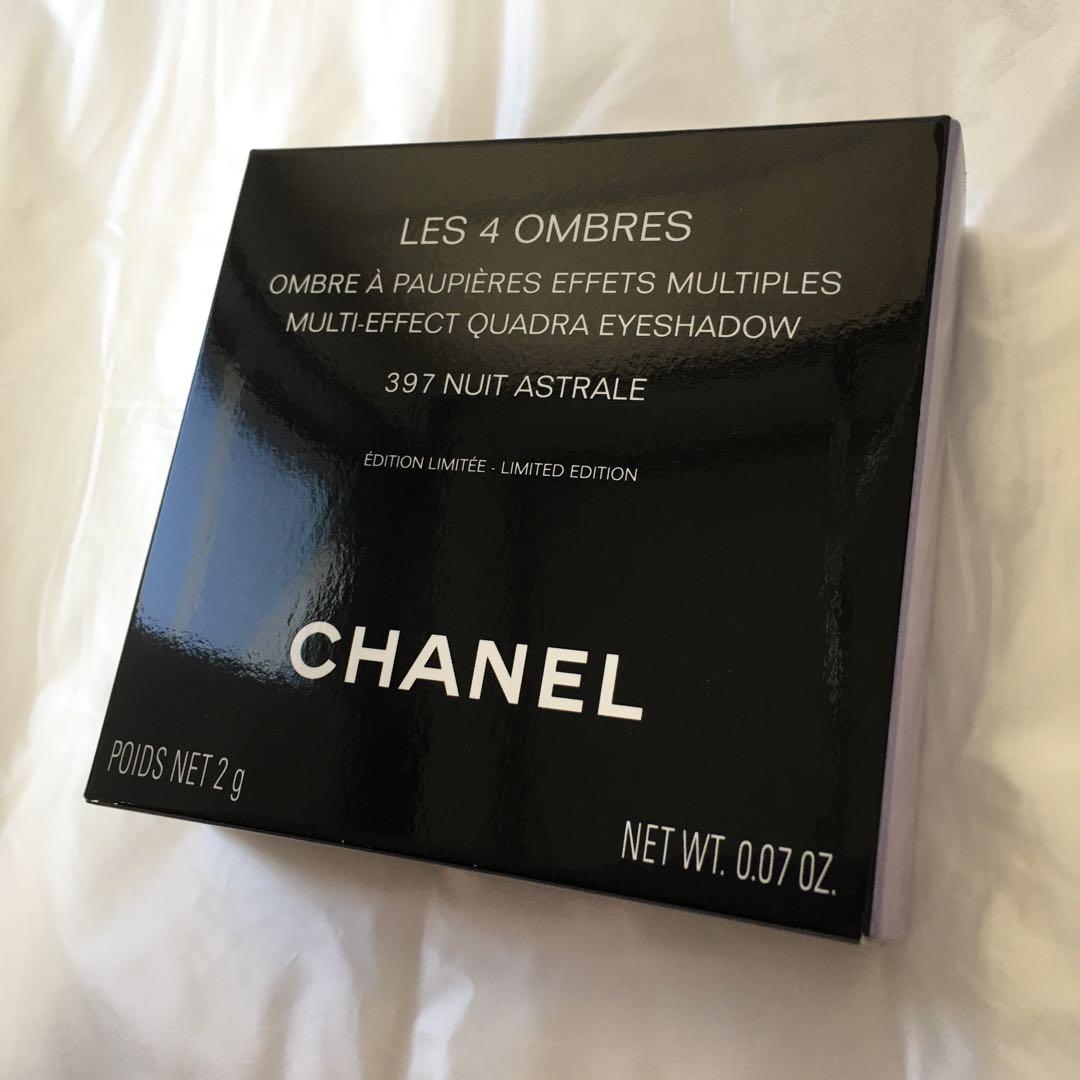 LES 4 OMBRES
OMBRE À PAUPIÈRES EFFETS MULTIPLES
MULTI-EFFECT QUADRA EYESHADOW
397 NUIT ASTRALE
ÉDITION LIMITÉE - LIMITED EDITION
CHANEL
POIDS NET 2 g
NET WT. 0.07 OZ.